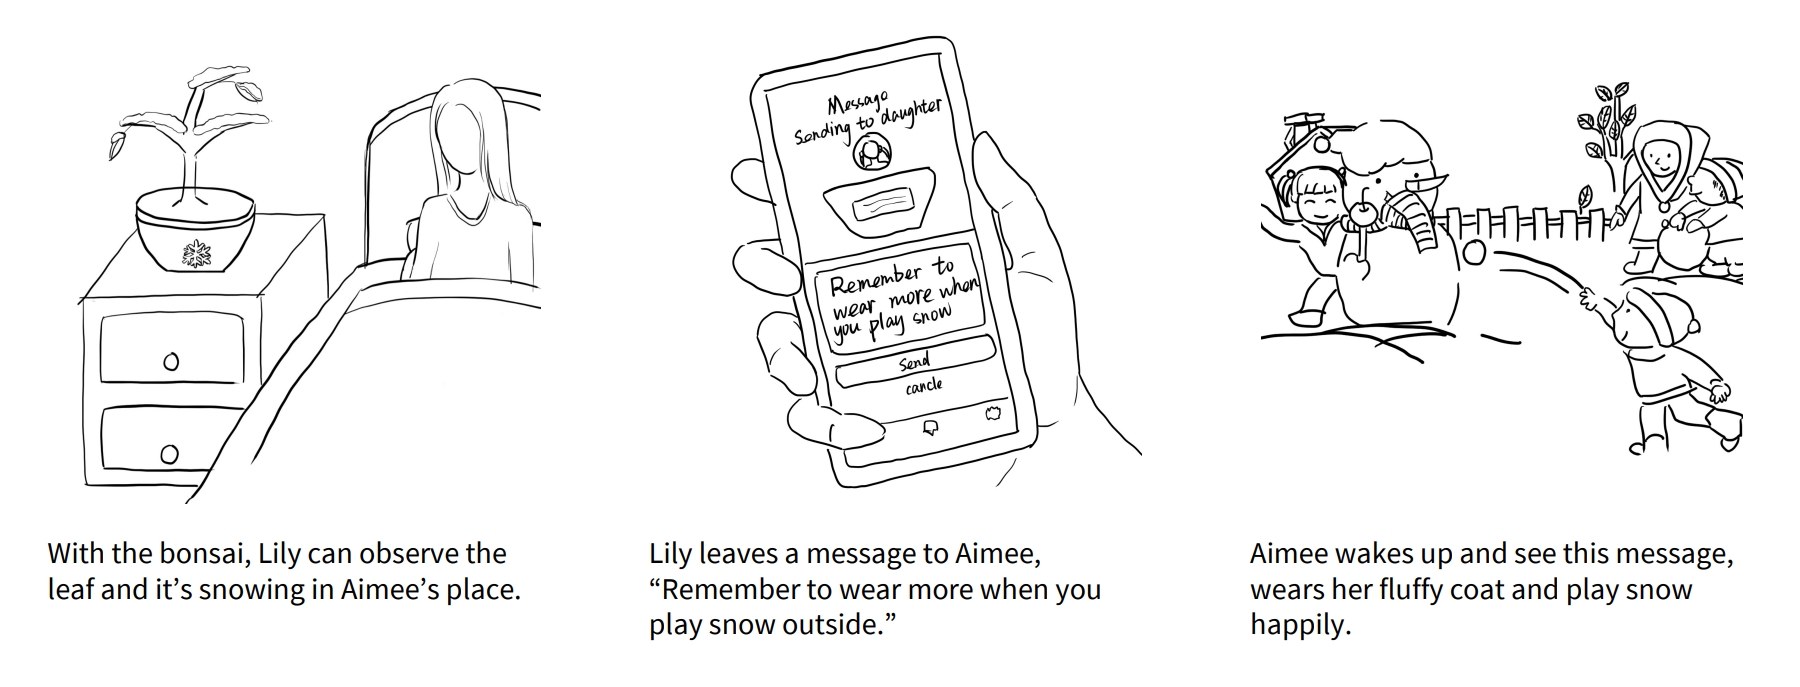 Message
Sending to daughter
Remember to
wear more when
you play snow
Send
cancle
With the bonsai, Lily can observe the
leaf and it’s snowing in Aimee’s place.
Lily leaves a message to Aimee,
“Remember to wear more when you
play snow outside.”
Aimee wakes up and see this message,
wears her fluffy coat and play snow
happily.